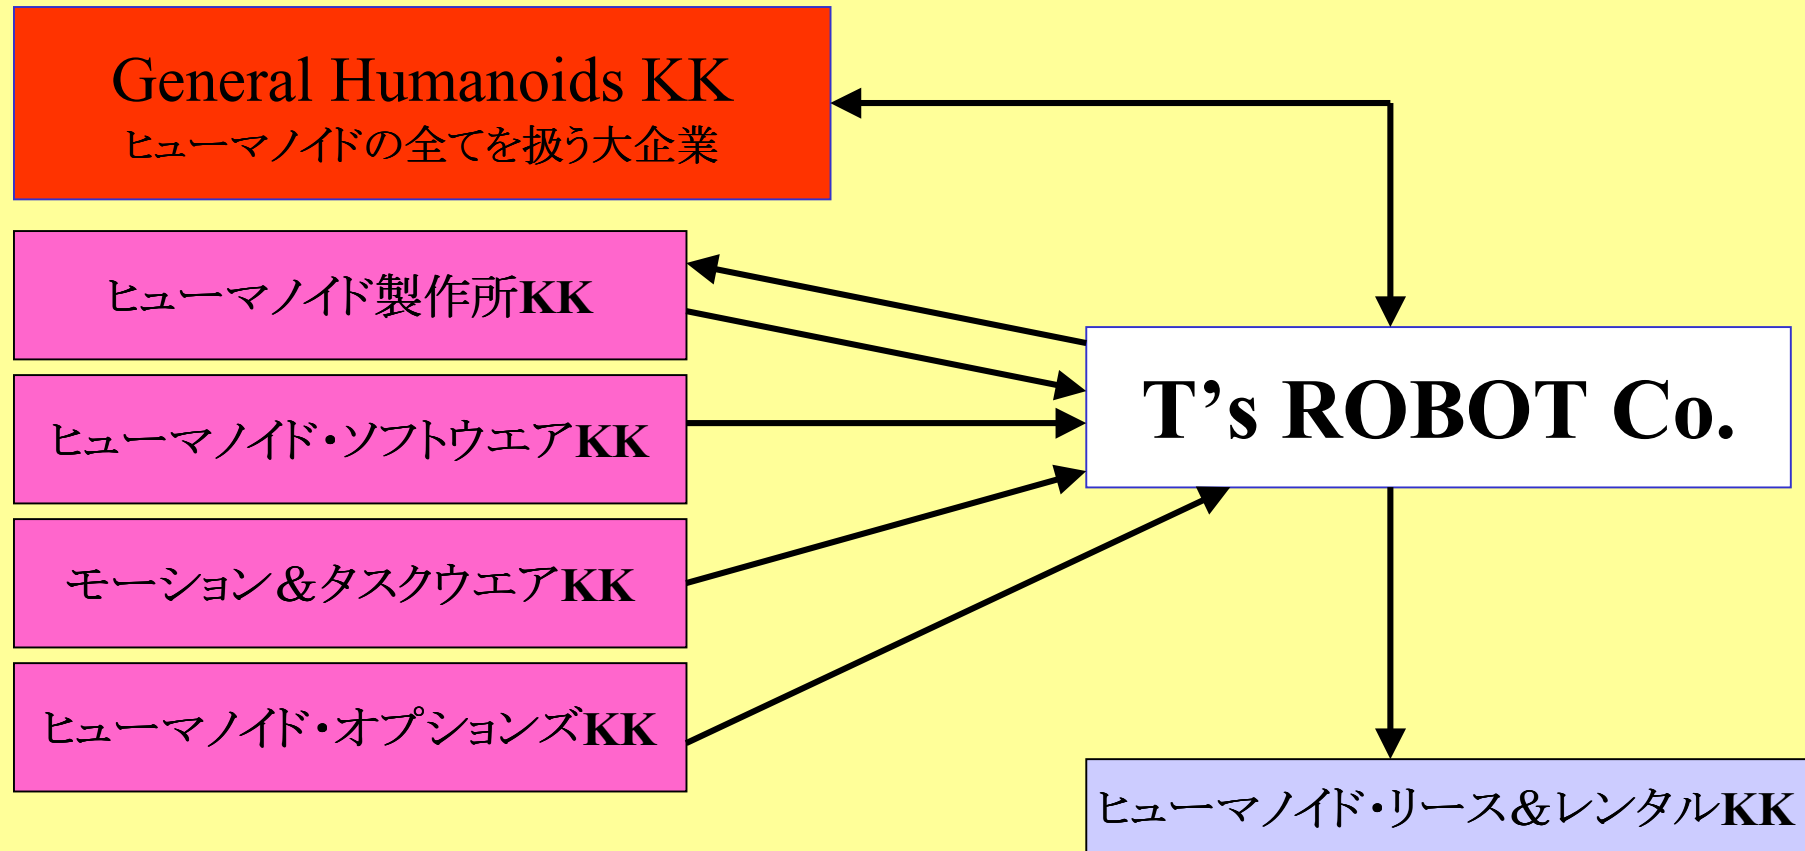 General Humanoids KK
ヒューマノイドの全てを扱う大企業
ヒューマノイド製作所KK
ヒューマノイド・ソフトウエアKK
モーション＆タスクウエアKK
ヒューマノイド・オプションズKK
T’s ROBOT Co.
ヒューマノイド・リース＆レンタルKK